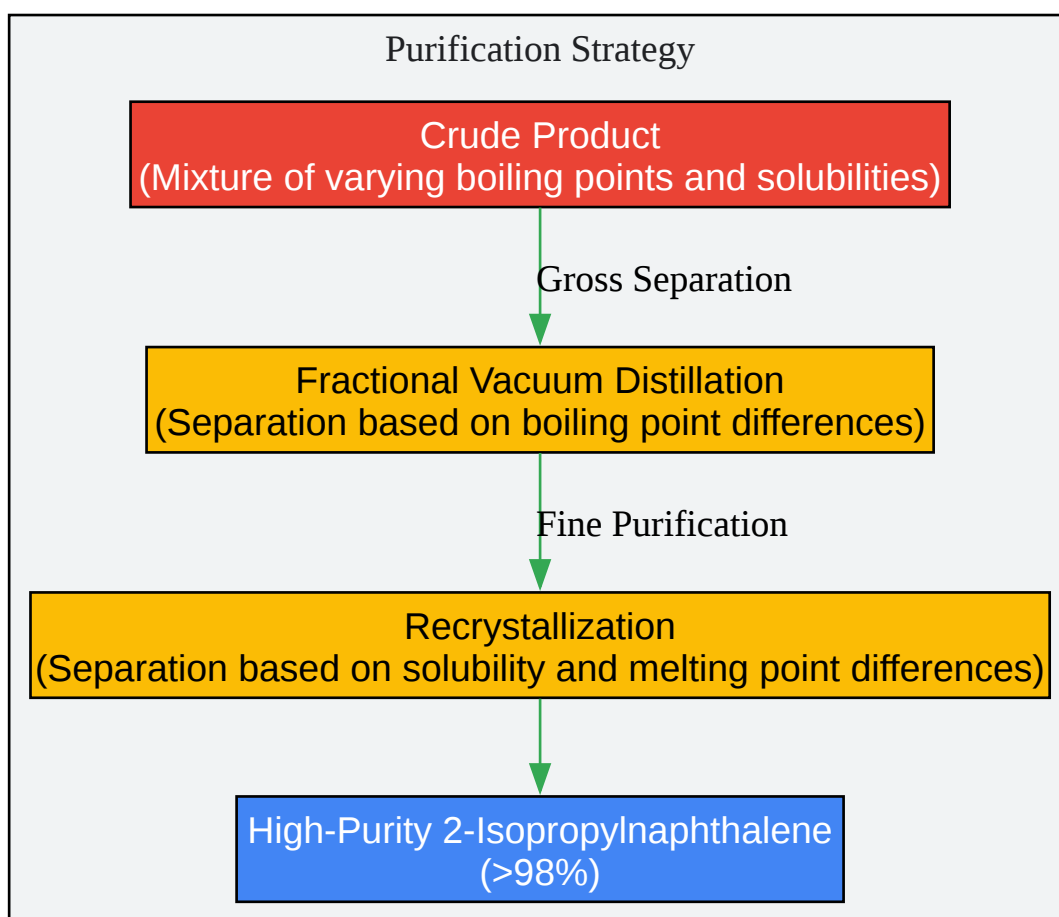 Purification Strategy
Crude Product
(Mixture of varying boiling points and solubilities)
Gross Separation
Fractional Vacuum Distillation
(Separation based on boiling point differences)
Fine Purification
Recrystallization
(Separation based on solubility and melting point differences)
High-Purity 2-Isopropylnaphthalene
(>98%)